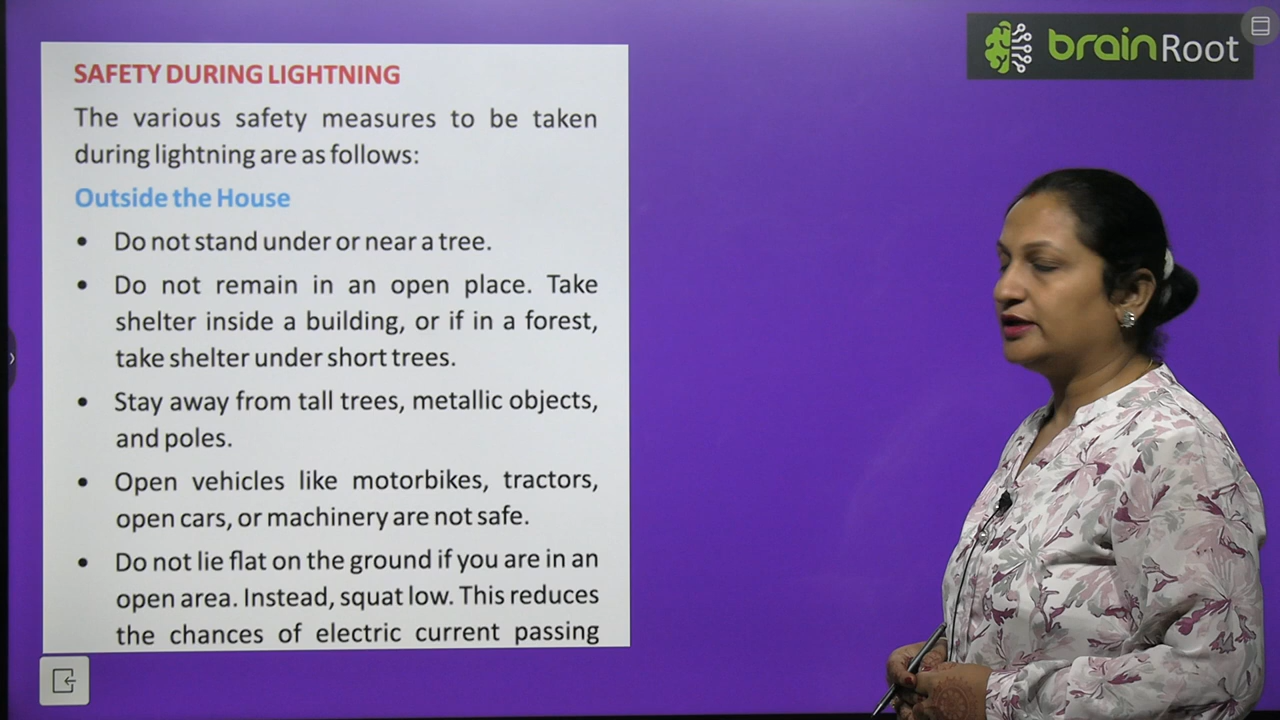 brainRoot
SAFETY DURING LIGHTNING
The various safety measures to be taken
during lightning are as follows:
Outside the House
• Do not stand under or near a tree.
• Do not remain in an open place. Take
shelter inside a building, or if in a forest,
take shelter under short trees.
• Stay away from tall trees, metallic objects,
and poles.
• Open vehicles like motorbikes, tractors,
open cars, or machinery are not safe.
• Do not lie flat on the ground if you are in an
open area. Instead, squat low. This reduces
the chances of electric current passing